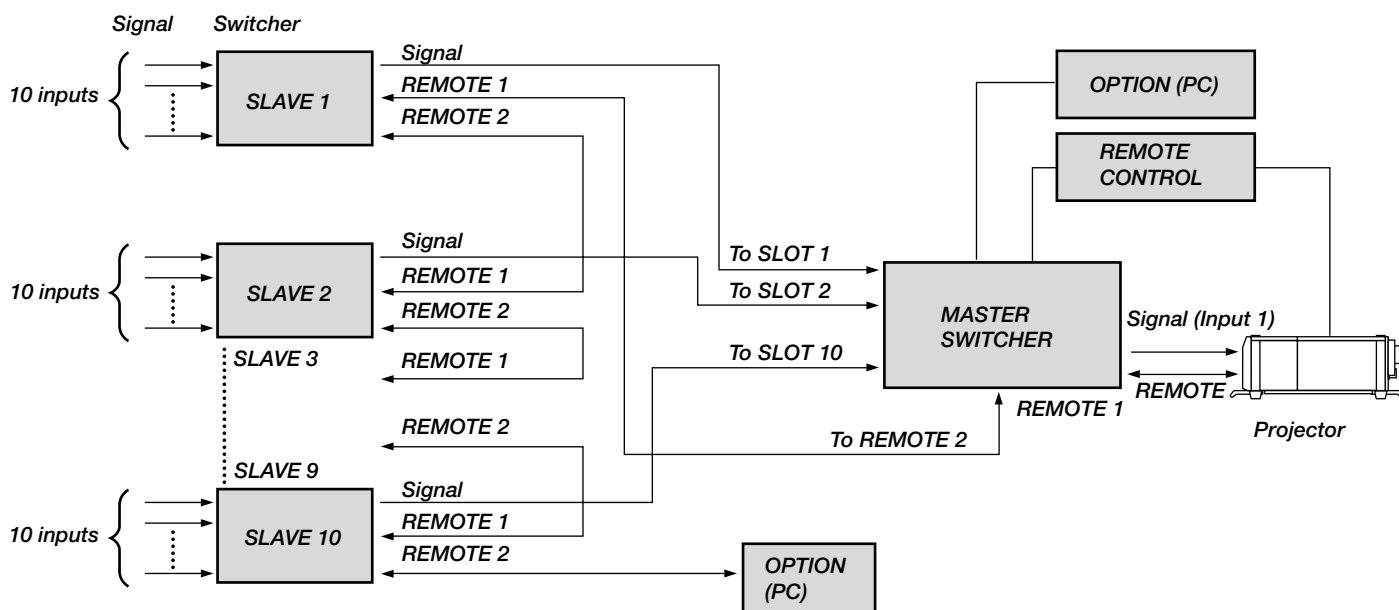 Signal Switcher
10 inputs
SLAVE 1
Signal
REMOTE 1
REMOTE 2
10 inputs
SLAVE 2
Signal
REMOTE 1
REMOTE 2
SLAVE 3
REMOTE 1
REMOTE 2
SLAVE 9
10 inputs
SLAVE 10
Signal
REMOTE 1
REMOTE 2
OPTION
(PC)
To SLOT 1
To SLOT 2
To SLOT 10
To REMOTE 2
OPTION (PC)
REMOTE
CONTROL
MASTER
SWITCHER
Signal (Input 1)
REMOTE
REMOTE 1
Projector